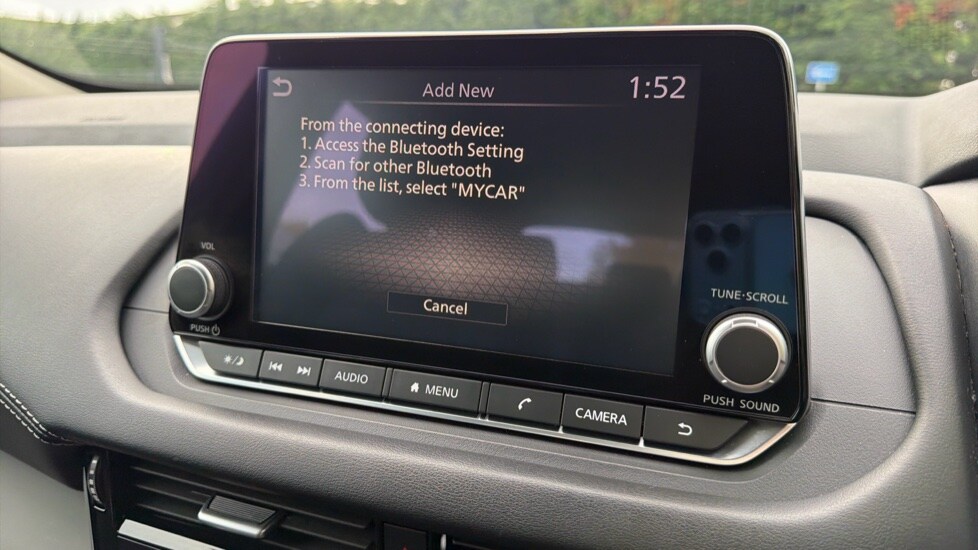 Add New
1:52
From the connecting device:
1. Access the Bluetooth Setting
2. Scan for other Bluetooth
3. From the list, select "MYCAR"
Cancel
VOL
PUSH
TUNE·SCROLL
PUSH SOUND
AUDIO
MENU
CAMERA